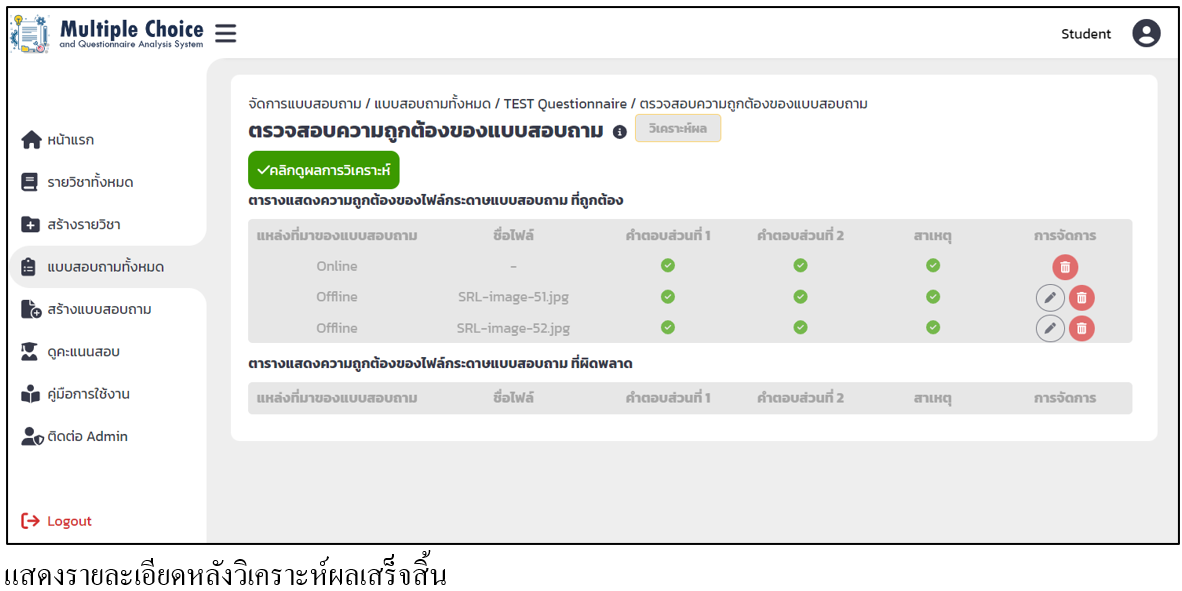 Multiple Choice
and Questionnaire Analysis System
Student
หน้าแรก
รายวิชาทั้งหมด
สร้างรายวิชา
แบบสอบถามทั้งหมด
สร้างแบบสอบถาม
ดูคะแนนสอบ
คู่มือการใช้งาน
ติดต่อ Admin
Logout
จัดการแบบสอบถาม / แบบสอบถามทั้งหมด / TEST Questionnaire / ตรวจสอบความถูกต้องของแบบสอบถาม
ตรวจสอบความถูกต้องของแบบสอบถาม วิเคราะห์ผล
คลิกดูผลการวิเคราะห์
ตารางแสดงความถูกต้องของไฟล์กระดาษแบบสอบถาม ที่ถูกต้อง
แหล่งที่มาของแบบสอบถาม ชื่อไฟล์ คำตอบส่วนที่ 1 คำตอบส่วนที่ 2 สาเหตุ การจัดการ
Online -
Offline SRL-image-51.jpg
Offline SRL-image-52.jpg
ตารางแสดงความถูกต้องของไฟล์กระดาษแบบสอบถาม ที่ผิดพลาด
แหล่งที่มาของแบบสอบถาม ชื่อไฟล์ คำตอบส่วนที่ 1 คำตอบส่วนที่ 2 สาเหตุ การจัดการ
แสดงรายละเอียดหลังวิเคราะห์ผลเสร็จสิ้น